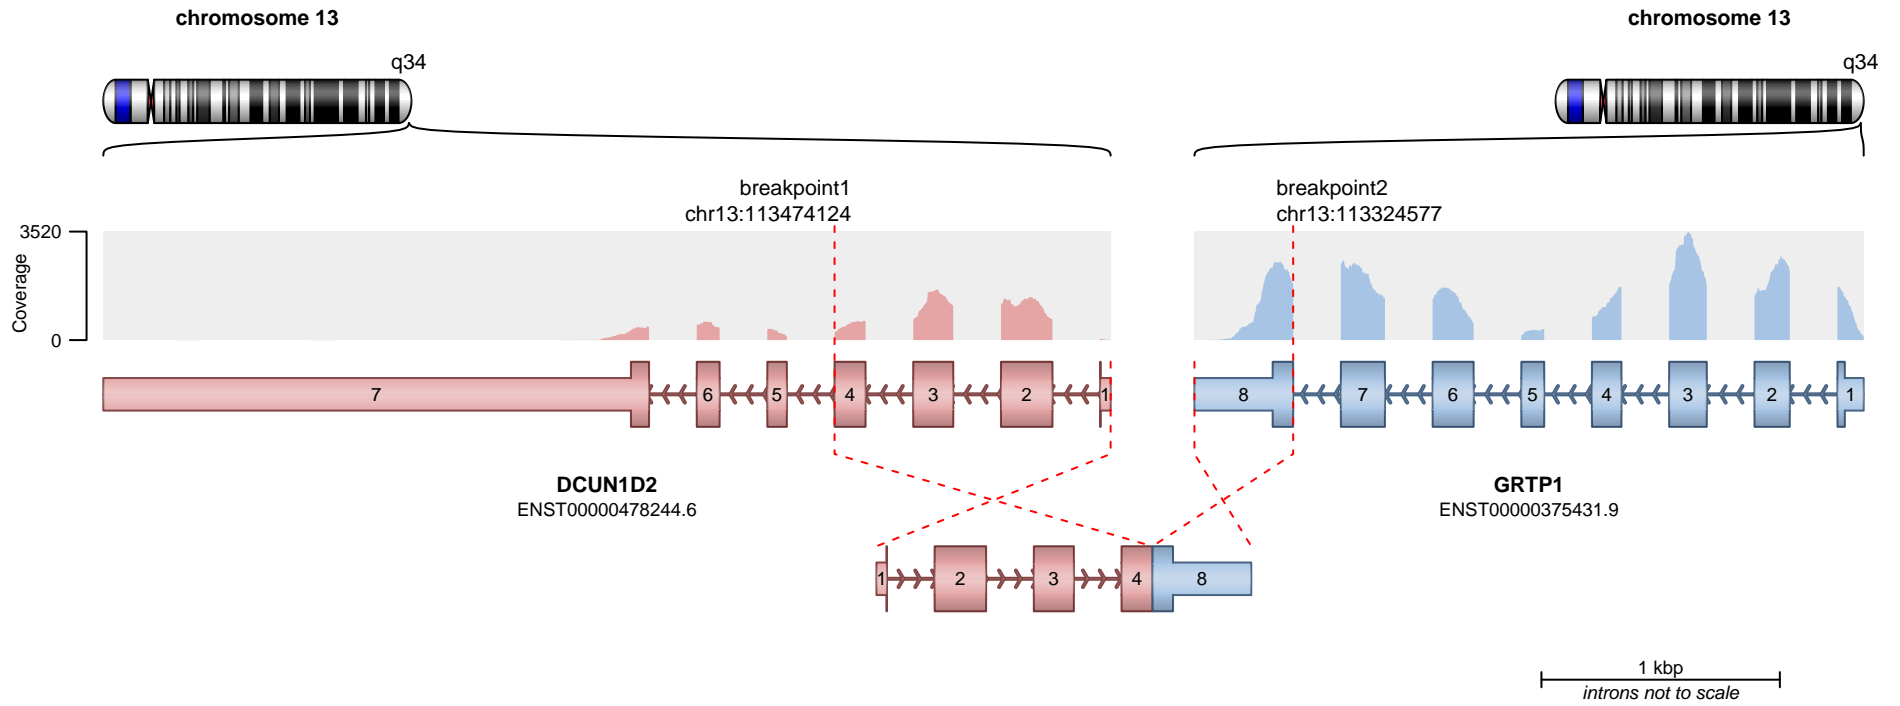 chromosome 13
chromosome 13
q34
q34
breakpoint1
chr13:113474124
breakpoint2
chr13:113324577
3520
Coverage
0
7
6
5
4
3
2
1
8
7
6
5
4
3
2
1
DCUN1D2
ENST00000478244.6
GRTP1
ENST00000375431.9
1
2
3
4
8
1 kbp
introns not to scale